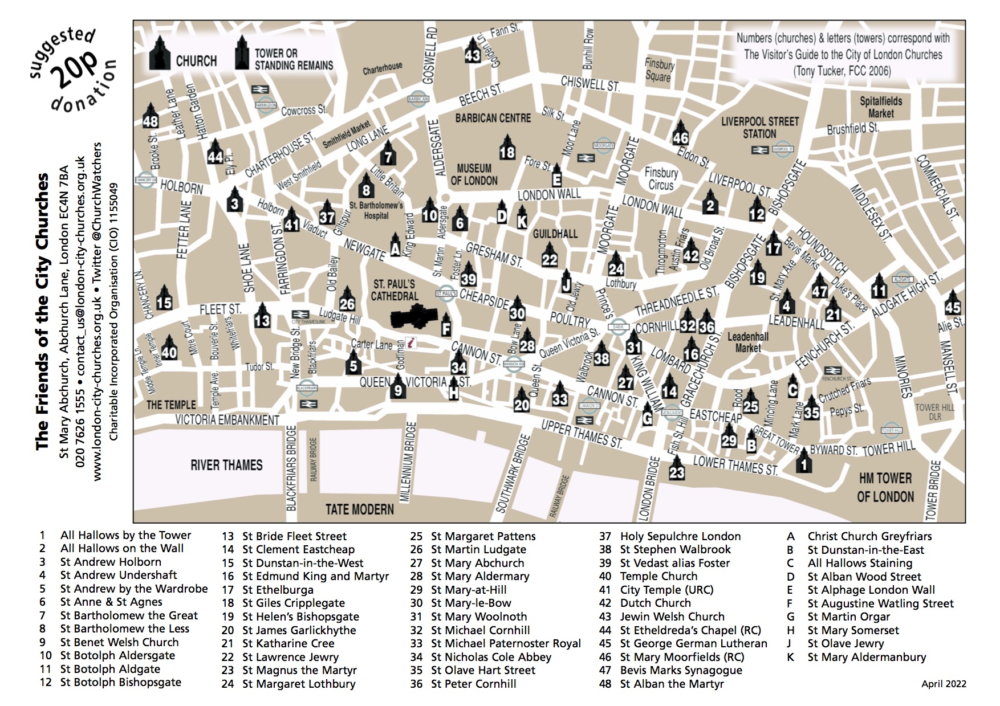 suggested
20p
donation
The Friends of the City Churches
St Mary Abchurch, Abchurch Lane, London EC4N 7BA
020 7626 1555 • contact_us@london-city-churches.org.uk
www.london-city-churches.org.uk • Twitter @ChurchWatchers
Charitable Incorporated Organisation (CIO) 1155049
CHURCH
TOWER OR
STANDING REMAINS
Numbers (churches) & letters (towers) correspond with
The Visitor's Guide to the City of London Churches
(Tony Tucker, FCC 2006)
Fann St.
Golden Ln.
43
GOSWELL RD
Bunhill Row
Finsbury
Square
Charterhouse
CHISWELL ST.
BEECH ST.
BARBICAN
FARRINGDON
Cowcross St.
Leather Lane
Hatton Garden
48
Brooke St.
44
Ely Pl.
CHARTERHOUSE ST.
Smithfield Market
LONG LANE
West Smithfield
7
Little Britain
ALDERSGATE
BARBICAN CENTRE
Silk St.
Moor Lane
18
MUSEUM
OF LONDON
Fore St.
E
MOORGATE
MOORGATE
46
Eldon St.
LIVERPOOL STREET
STATION
LIVERPOOL ST
Spitalfields
Market
Brushfield St.
COMMERCIAL ST.
MIDDLESEX ST.
BISHOPSGATE
LIVERPOOL ST.
Finsbury
Circus
CHANCERY LN
HOLBORN
3
Holborn
Viaduct
41
37
Giltspur
8
St. Bartholomew's
Hospital
10
Aldersgate
6
D
K
LONDON WALL
LONDON WALL
2
12
FETTER LANE
SHOE LANE
FARRINGDON ST.
Old Bailey
NEWGATE
A
King Edward
St. Martin
Foster Ln.
39
GRESHAM ST.
GUILDHALL
22
J
Old Jewry
MOORGATE
24
Lothbury
Throgmorton
Austin Friars
42
Old Broad St.
BISHOPSGATE
17
19
HOUNDSDITCH
Bevis Marks
St. Mary Axe
47
Duke's Place
11
ALDGATE
ALDGATE HIGH ST.
45
Alie St.
CHANCERY LN.
15
FLEET ST.
13
CITY THAMESLINK
26
Ludgate Hill
ST. PAUL'S
CATHEDRAL
ST PAUL'S
F
CHEAPSIDE
30
POULTRY
Prince's
THREADNEEDLE ST.
BANK
CORNHILL
32
36
4
21
LEADENHALL
Leadenhall
Market
FENCHURCH ST.
Middle Temple Ln.
Inner Temple
40
Mitre Court
Bouverie St.
Whitefriars
Temple Ave.
Tudor St.
New Bridge St.
Blackfriars
BLACKFRIARS
Carter Lane
i
Godliman
5
CANNON ST.
34
Bow Lane
28
MANSION HSE
Queen Victoria St.
Queen St.
38
Walbrook
31
KING WILLIAM
LOMBARD
16
GRACECHURCH ST.
27
14
QUEEN VICTORIA ST.
9
H
20
33
CANNON ST.
CANNON ST
G
MONUMENT
EASTCHEAP
Rood
25
Mincing Lane
C
Mark Lane
35
FENCHURCH ST.
Crutched Friars
Pepys St.
MINORIES
MANSELL ST.
TOWER HILL
DLR
TOWER HILL
THE TEMPLE
VICTORIA EMBANKMENT
UPPER THAMES ST.
Fish St. Hill
29
B
GREAT TOWER
BYWARD ST.
TOWER HILL
1
23
LOWER THAMES ST.
HM TOWER
OF LONDON
RIVER THAMES
BLACKFRIARS BRIDGE
RAILWAY BRIDGE
MILLENNIUM BRIDGE
SOUTHWARK BRIDGE
RAILWAY BRIDGE
LONDON BRIDGE
TOWER BRIDGE
TATE MODERN
1 All Hallows by the Tower
2 All Hallows on the Wall
3 St Andrew Holborn
4 St Andrew Undershaft
5 St Andrew by the Wardrobe
6 St Anne & St Agnes
7 St Bartholomew the Great
8 St Bartholomew the Less
9 St Benet Welsh Church
10 St Botolph Aldersgate
11 St Botolph Aldgate
12 St Botolph Bishopsgate
13 St Bride Fleet Street
14 St Clement Eastcheap
15 St Dunstan-in-the-West
16 St Edmund King and Martyr
17 St Ethelburga
18 St Giles Cripplegate
19 St Helen's Bishopsgate
20 St James Garlickhythe
21 St Katharine Cree
22 St Lawrence Jewry
23 St Magnus the Martyr
24 St Margaret Lothbury
25 St Margaret Pattens
26 St Martin Ludgate
27 St Mary Abchurch
28 St Mary Aldermary
29 St Mary-at-Hill
30 St Mary-le-Bow
31 St Mary Woolnoth
32 St Michael Cornhill
33 St Michael Paternoster Royal
34 St Nicholas Cole Abbey
35 St Olave Hart Street
36 St Peter Cornhill
37 Holy Sepulchre London
38 St Stephen Walbrook
39 St Vedast alias Foster
40 Temple Church
41 City Temple (URC)
42 Dutch Church
43 Jewin Welsh Church
44 St Etheldreda's Chapel (RC)
45 St George German Lutheran
46 St Mary Moorfields (RC)
47 Bevis Marks Synagogue
48 St Alban the Martyr
A Christ Church Greyfriars
B St Dunstan-in-the-East
C All Hallows Staining
D St Alban Wood Street
E St Alphage London Wall
F St Augustine Watling Street
G St Martin Orgar
H St Mary Somerset
J St Olave Jewry
K St Mary Aldermanbury
April 2022